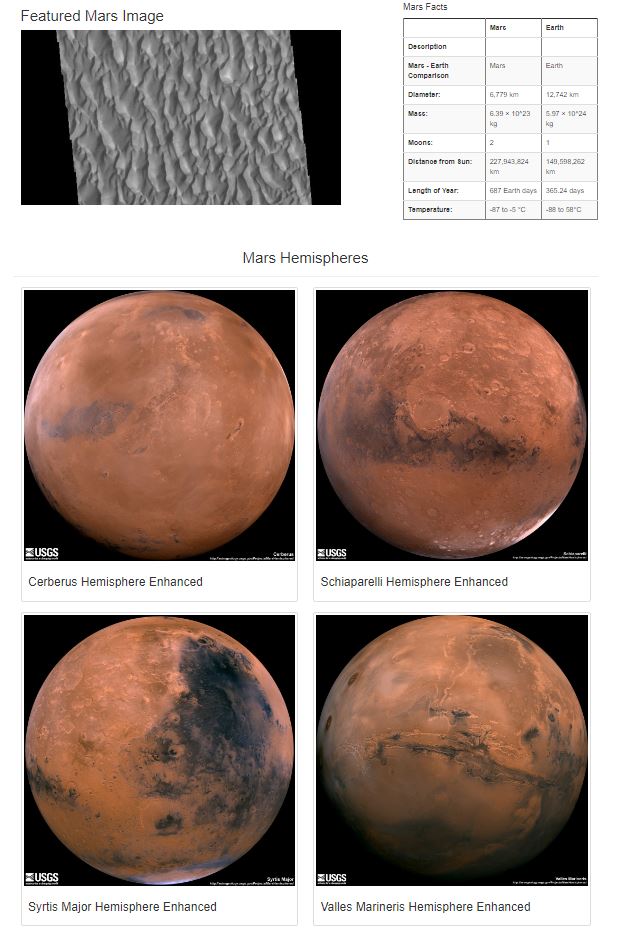 Featured Mars Image
Mars Facts
Mars Earth
Description
Mars - Earth Mars Earth
Comparison
Diameter: 6,779 km 12,742 km
Mass: 6.39 × 10^23 5.97 × 10^24
kg kg
Moons: 2 1
Distance from Sun: 227,943,824 149,598,262
km km
Length of Year: 687 Earth days 365.24 days
Temperature: -87 to -5 °C -88 to 58°C
Mars Hemispheres
USGS
Cerberus
USGS
Schiaparelli
Cerberus Hemisphere Enhanced
Schiaparelli Hemisphere Enhanced
USGS
Syrtis Major
USGS
Valles Marineris
Syrtis Major Hemisphere Enhanced
Valles Marineris Hemisphere Enhanced